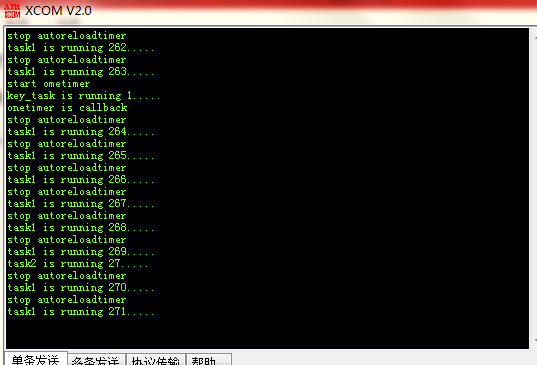 ATK
XCOM
XCOM V2.0
stop autoreloadtimer
task1 is running 262.....
stop autoreloadtimer
task1 is running 263.....
start ometimer
key_task is running 1.....
onetimer is callback
stop autoreloadtimer
task1 is running 264.....
stop autoreloadtimer
task1 is running 265.....
stop autoreloadtimer
task1 is running 266.....
stop autoreloadtimer
task1 is running 267.....
stop autoreloadtimer
task1 is running 268.....
stop autoreloadtimer
task1 is running 269.....
task2 is running 27.....
stop autoreloadtimer
task1 is running 270.....
stop autoreloadtimer
task1 is running 271.....
单条发送 多条发送 协议传输 帮助